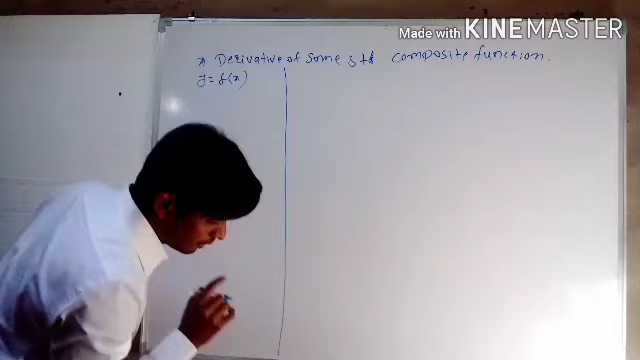 Made with KINEMASTER
* Derivative of some std composite function.
y = f(x)